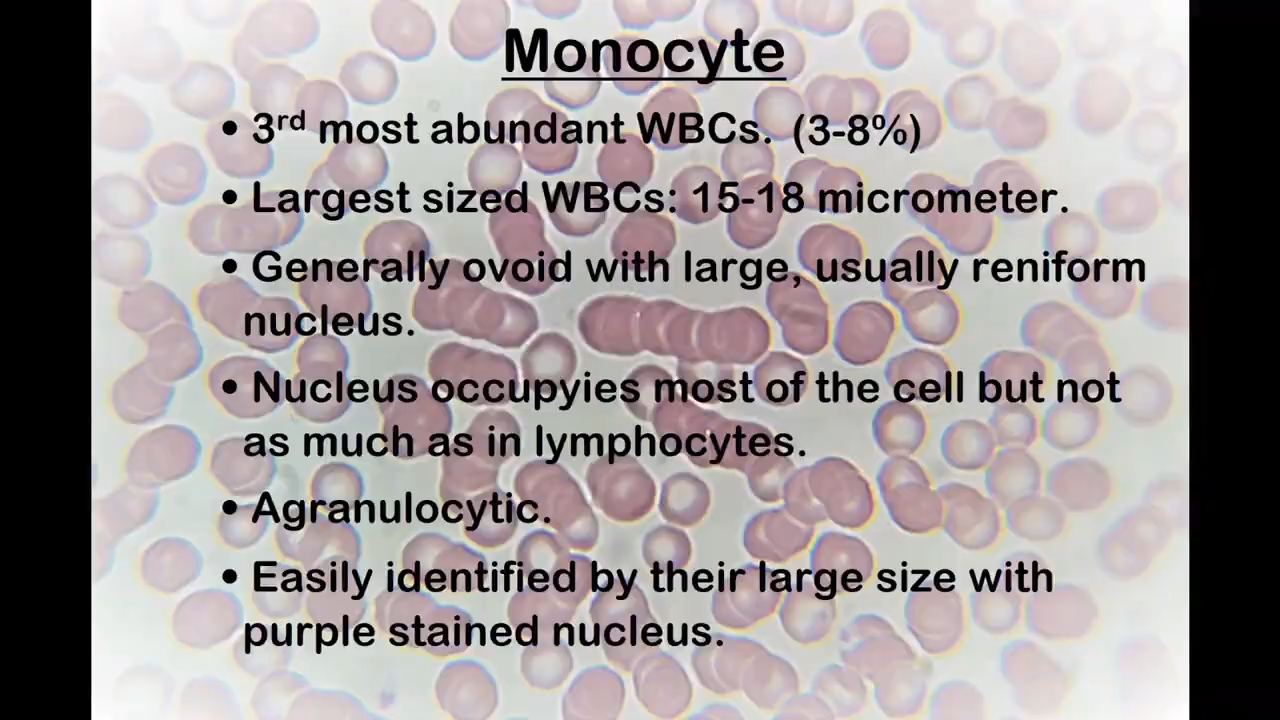 Monocyte
• 3rd most abundant WBCs. (3-8%)
• Largest sized WBCs: 15-18 micrometer.
• Generally ovoid with large, usually reniform
nucleus.
• Nucleus occupyies most of the cell but not
as much as in lymphocytes.
• Agranulocytic.
• Easily identified by their large size with
purple stained nucleus.